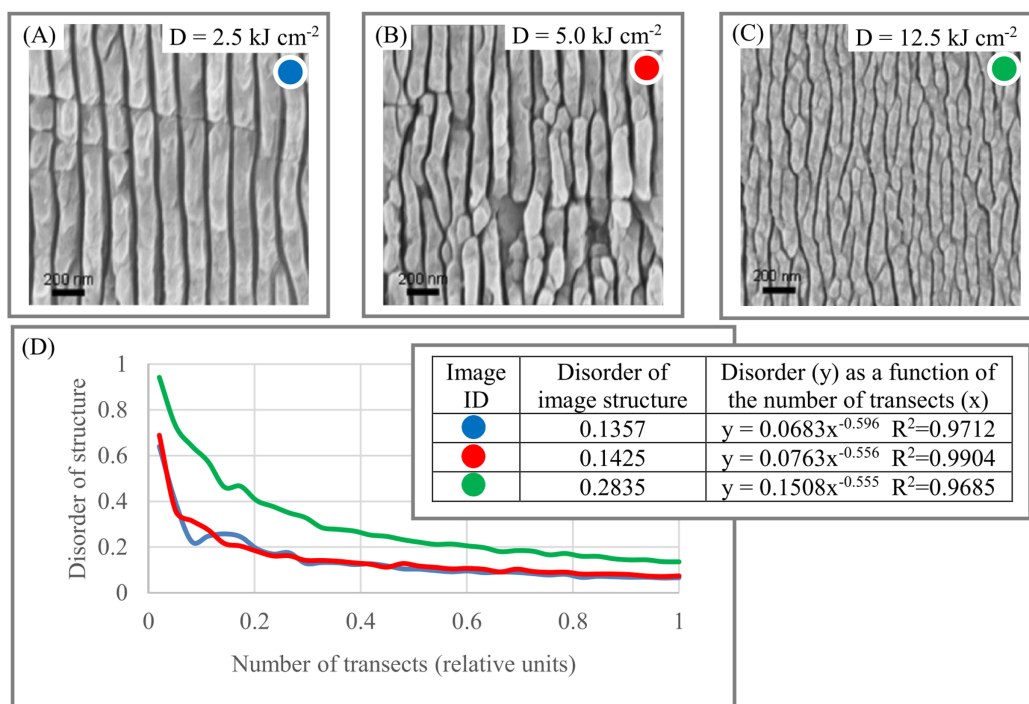 (A)
D = 2.5 kJ cm⁻²
200 nm
(B)
D = 5.0 kJ cm⁻²
200 nm
(C)
D = 12.5 kJ cm⁻²
200 nm
(D)
Disorder of structure
1
0.8
0.6
0.4
0.2
0
0 0.2 0.4 0.6 0.8 1
Number of transects (relative units)
Image ID | Disorder of image structure | Disorder (y) as a function of the number of transects (x)
0.1357 | y = 0.0683x⁻⁰·⁵⁹⁶ R²=0.9712
0.1425 | y = 0.0763x⁻⁰·⁵⁵⁶ R²=0.9904
0.2835 | y = 0.1508x⁻⁰·⁵⁵⁵ R²=0.9685